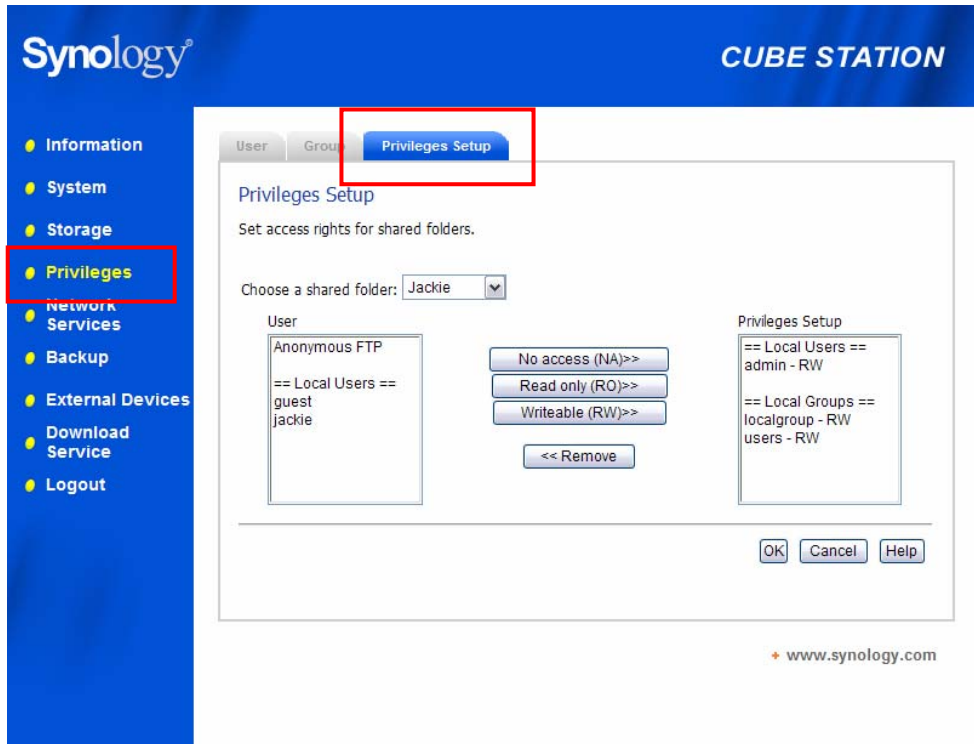 Synology®
CUBE STATION
Information
System
Storage
Privileges
Network
Services
Backup
External Devices
Download
Service
Logout
User
Group
Privileges Setup
Privileges Setup
Set access rights for shared folders.
Choose a shared folder: Jackie
User
Anonymous FTP
== Local Users ==
guest
jackie
No access (NA)>>
Read only (RO)>>
Writeable (RW)>>
<< Remove
Privileges Setup
== Local Users ==
admin - RW
== Local Groups ==
localgroup - RW
users - RW
OK
Cancel
Help
www.synology.com